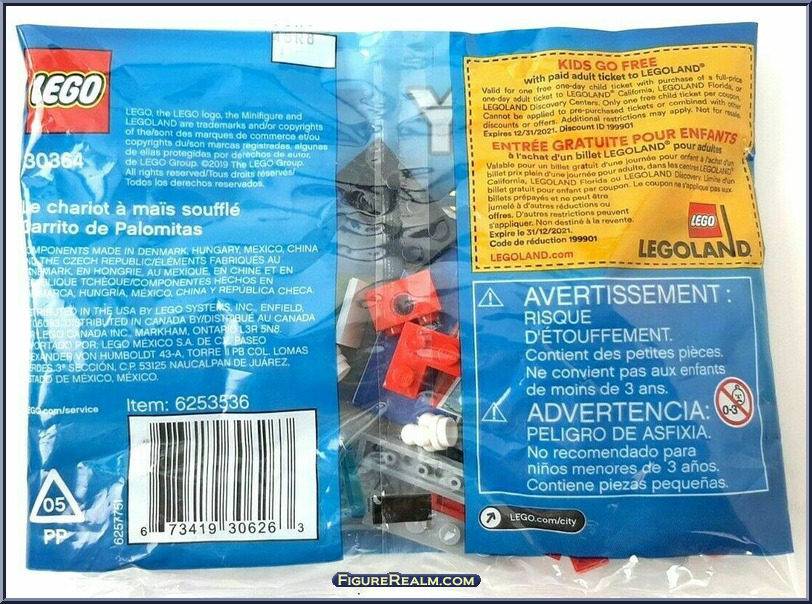 LEGO
30364
LEGO, the LEGO logo, the Minifigure and
LEGOLAND are trademarks and/or copyrights
of the/sont des marques de commerce et/ou
copyrights du/son marcas registradas, algunas
de ellas protegidas por derechos de autor,
de LEGO Group. ©2019 The LEGO Group.
All rights reserved/Tous droits réservés/
Todos los derechos reservados.
Le chariot à maïs soufflé
Carrito de Palomitas
COMPONENTS MADE IN DENMARK, HUNGARY, MEXICO, CHINA
THE CZECH REPUBLIC/ELÉMENTS FABRIQUÉS AU
EN HONGRIE, AU MEXIQUE, EN CHINE ET EN
TCHÈQUE/COMPONENTES HECHOS EN
HUNGRÍA, MÉXICO, CHINA Y REPÚBLICA CHECA.
IN THE USA BY LEGO SYSTEMS, INC., ENFIELD,
DISTRIBUTED IN CANADA BY/DISTRIBUÉ AU CANADA
LEGO CANADA INC., MARKHAM, ONTARIO L3R 5N8.
POR: LEGO MÉXICO S.A. DE C.V. PASEO
VON HUMBOLDT 43-A, TORRE II PB COL. LOMAS
3ª SECCIÓN, C.P. 53125 NAUCALPAN DE JUÁREZ,
DE MÉXICO, MÉXICO.
LEGO.com/service
Item: 6253536
6 73419 30626 3
05
PP
6257751
KIDS GO FREE
with paid adult ticket to LEGOLAND®
Valid for one free one-day child ticket with purchase of a full-price
one-day adult ticket to LEGOLAND® California, LEGOLAND Florida, or
LEGOLAND Discovery Centers. Only one free child ticket per coupon.
Cannot be applied to pre-purchased tickets or combined with other
discounts or offers. Additional restrictions may apply. Not for resale.
Expires 12/31/2021. Discount ID 199901
ENTRÉE GRATUITE POUR ENFANTS
à l'achat d'un billet LEGOLAND® pour adultes
Valable pour un billet gratuit d'une journée pour enfant à l'achat d'un
billet prix plein d'une journée pour adulte, dans les centres LEGOLAND®
California, LEGOLAND Florida ou LEGOLAND Discovery. Limite d'un
billet gratuit pour enfant par coupon. Le coupon ne s'applique pas aux
billets prépayés et ne peut être
jumelé à d'autres réductions ou
offres. D'autres restrictions peuvent
s'appliquer. Non destiné à la revente.
Expire le 31/12/2021.
Code de réduction 199901
LEGOLAND.com
LEGO
LEGOLAND
AVERTISSEMENT :
RISQUE
D'ÉTOUFFEMENT.
Contient des petites pièces.
Ne convient pas aux enfants
de moins de 3 ans.
ADVERTENCIA:
PELIGRO DE ASFIXIA.
No recomendado para
niños menores de 3 años.
Contiene piezas pequeñas.
0-3
LEGO.com/city
FIGUREREALM.COM